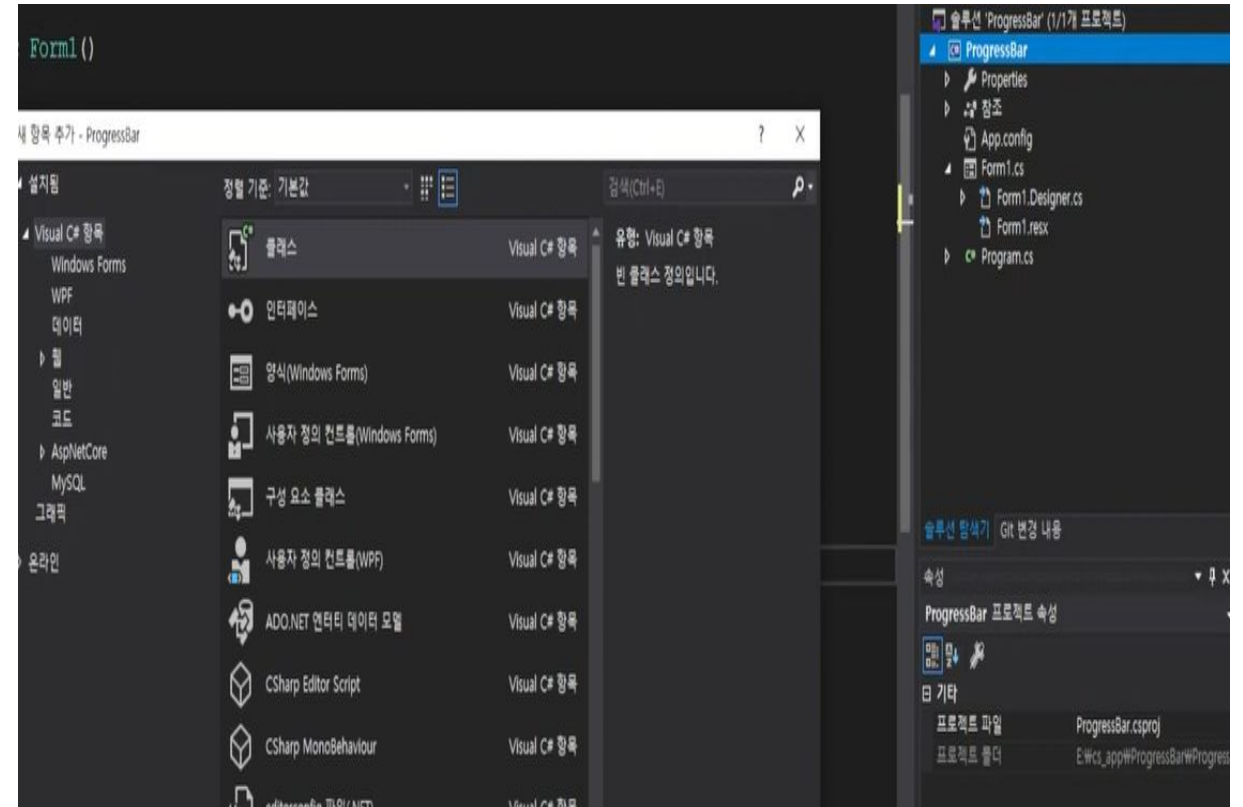 Form1()
새 항목 추가 - ProgressBar
? X
설치됨
정렬 기준: 기본값
검색(Ctrl+E)
Visual C# 항목
Windows Forms
WPF
데이터
웹
일반
코드
AspNetCore
MySQL
그래픽
온라인
클래스 Visual C# 항목
인터페이스 Visual C# 항목
양식(Windows Forms) Visual C# 항목
사용자 정의 컨트롤(Windows Forms) Visual C# 항목
구성 요소 클래스 Visual C# 항목
사용자 정의 컨트롤(WPF) Visual C# 항목
ADO.NET 엔터티 데이터 모델 Visual C# 항목
CSharp Editor Script Visual C# 항목
CSharp MonoBehaviour Visual C# 항목
editorconfig 파일(.NET) Visual C# 항목
유형: Visual C# 항목
빈 클래스 정의입니다.
솔루션 'ProgressBar' (1/1개 프로젝트)
C# ProgressBar
Properties
참조
App.config
Form1.cs
Form1.Designer.cs
Form1.resx
C# Program.cs
솔루션 탐색기 Git 변경 내용
속성
ProgressBar 프로젝트 속성
기타
프로젝트 파일 ProgressBar.csproj
프로젝트 폴더 E:₩cs_app₩ProgressBar₩Progress